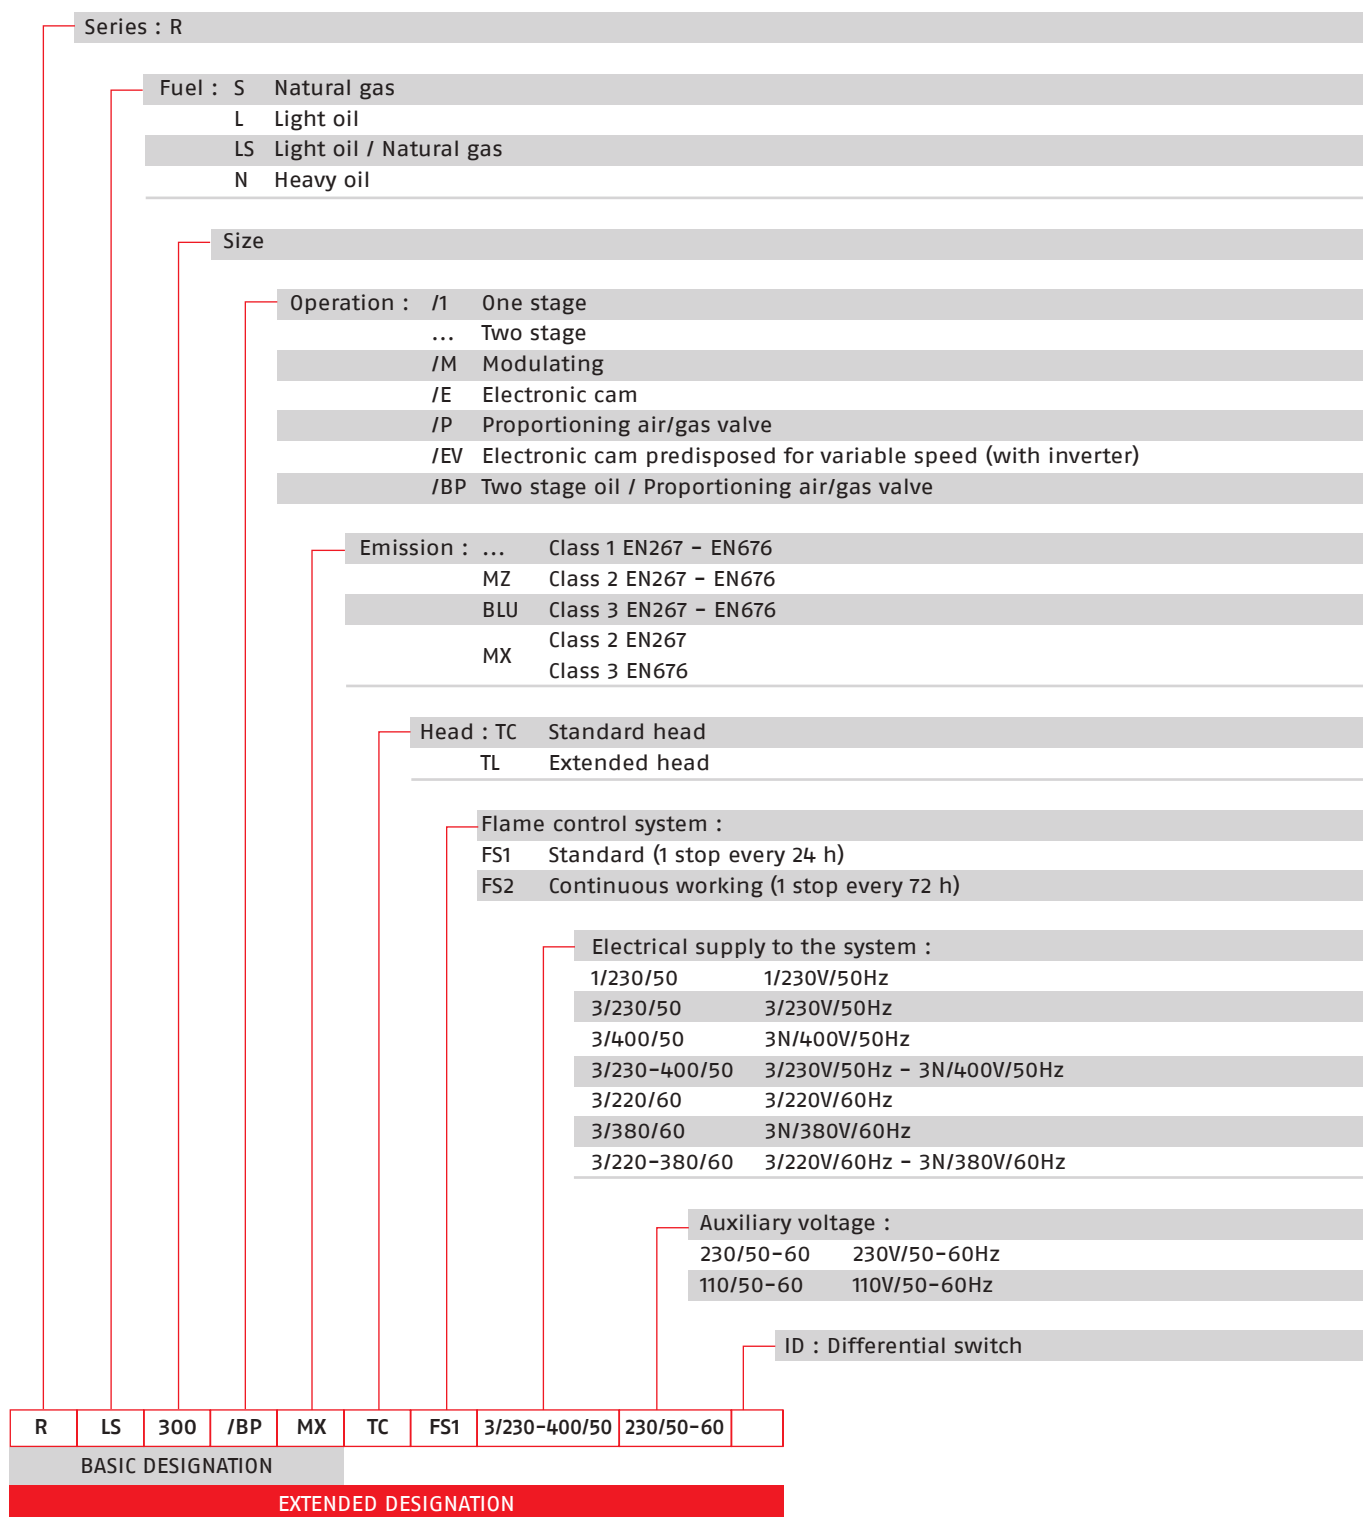 Series : R
Fuel : S Natural gas
L Light oil
LS Light oil / Natural gas
N Heavy oil
Size
Operation : /1 One stage
... Two stage
/M Modulating
/E Electronic cam
/P Proportioning air/gas valve
/EV Electronic cam predisposed for variable speed (with inverter)
/BP Two stage oil / Proportioning air/gas valve
Emission : ... Class 1 EN267 - EN676
MZ Class 2 EN267 - EN676
BLU Class 3 EN267 - EN676
MX Class 2 EN267
Class 3 EN676
Head : TC Standard head
TL Extended head
Flame control system :
FS1 Standard (1 stop every 24 h)
FS2 Continuous working (1 stop every 72 h)
Electrical supply to the system :
1/230/50 1/230V/50Hz
3/230/50 3/230V/50Hz
3/400/50 3N/400V/50Hz
3/230-400/50 3/230V/50Hz - 3N/400V/50Hz
3/220/60 3/220V/60Hz
3/380/60 3N/380V/60Hz
3/220-380/60 3/220V/60Hz - 3N/380V/60Hz
Auxiliary voltage :
230/50-60 230V/50-60Hz
110/50-60 110V/50-60Hz
ID : Differential switch
R LS 300 /BP MX TC FS1 3/230-400/50 230/50-60
BASIC DESIGNATION
EXTENDED DESIGNATION